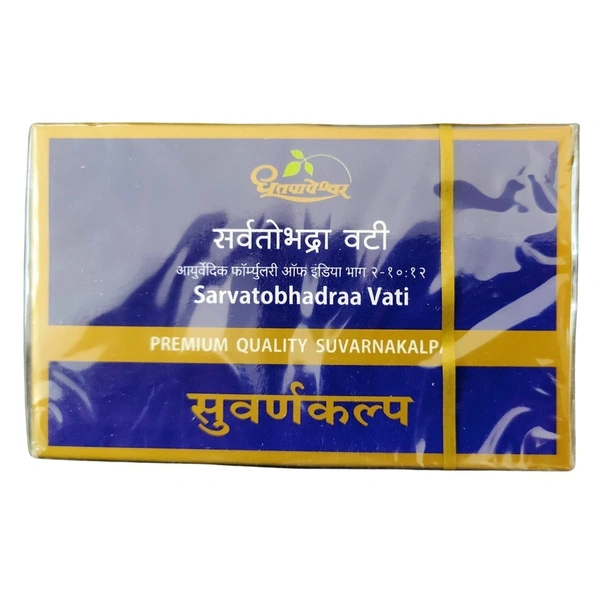 धूतपापेश्वर
सर्वतोभद्रा वटी
आयुर्वेदिक फॉर्म्युलरी ऑफ इंडिया भाग २-१०:१२
Sarvatobhadraa Vati
PREMIUM QUALITY SUVARNAKALPA
सुवर्णकल्प